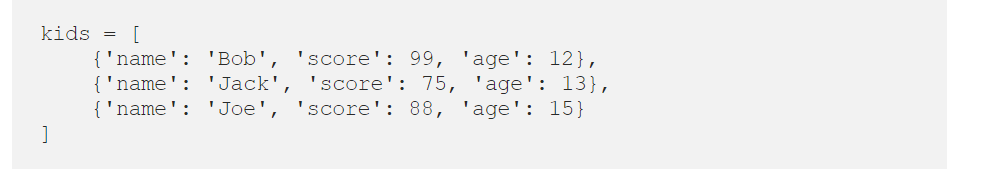 kids = [
    {'name': 'Bob', 'score': 99, 'age': 12},
    {'name': 'Jack', 'score': 75, 'age': 13},
    {'name': 'Joe', 'score': 88, 'age': 15}
]